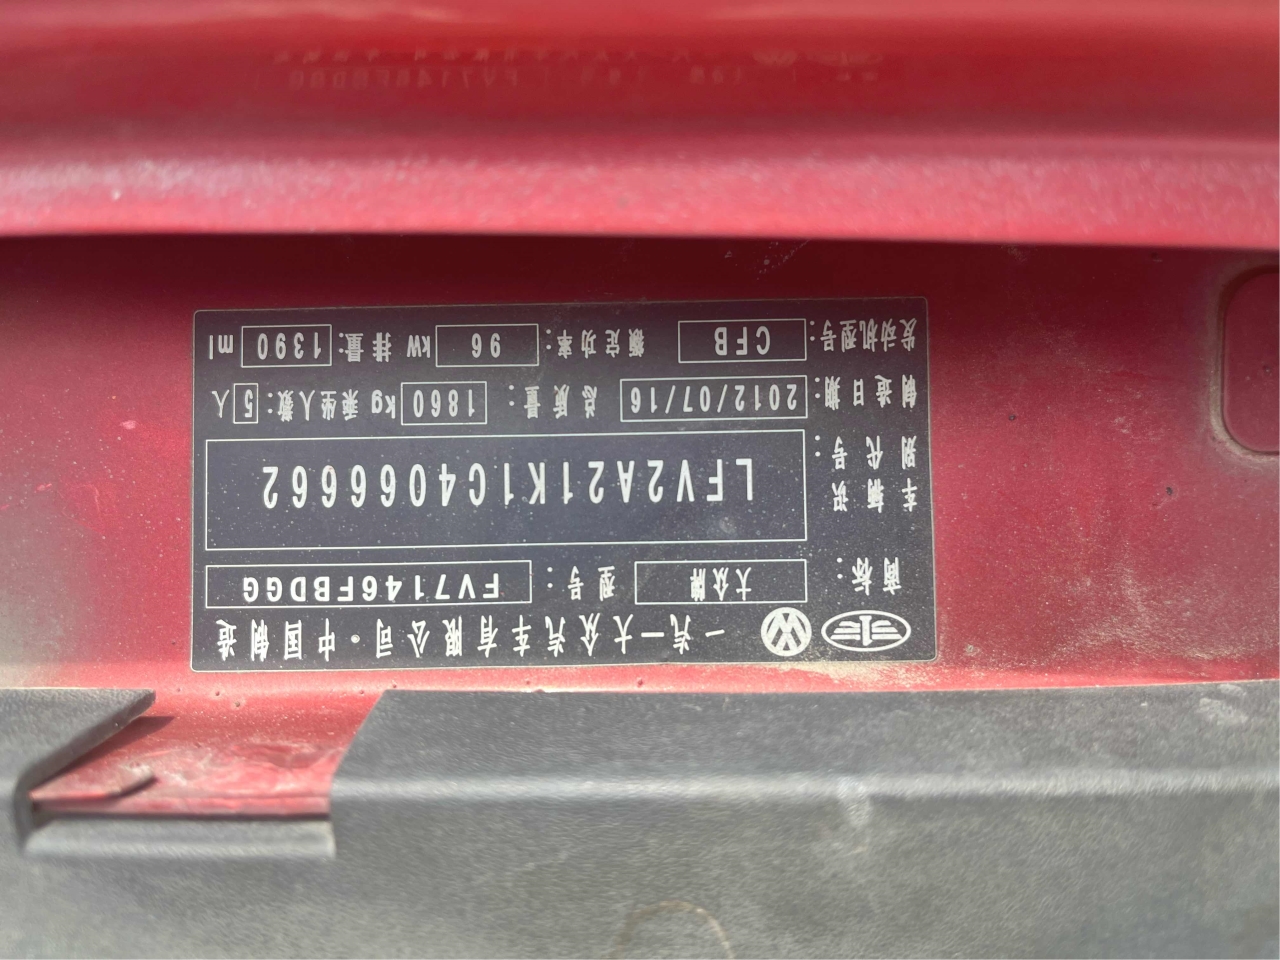 一汽一大众汽车有限公司·中国制造
商标: 大众牌 型号: FV7146FBDGG
车辆识别代号: LFV2A21K1C4066662
制造日期: 2012/07/16 总质量: 1860 kg 乘坐人数: 5 人
发动机型号: CFB 额定功率: 96 kW 排量: 1390 ml